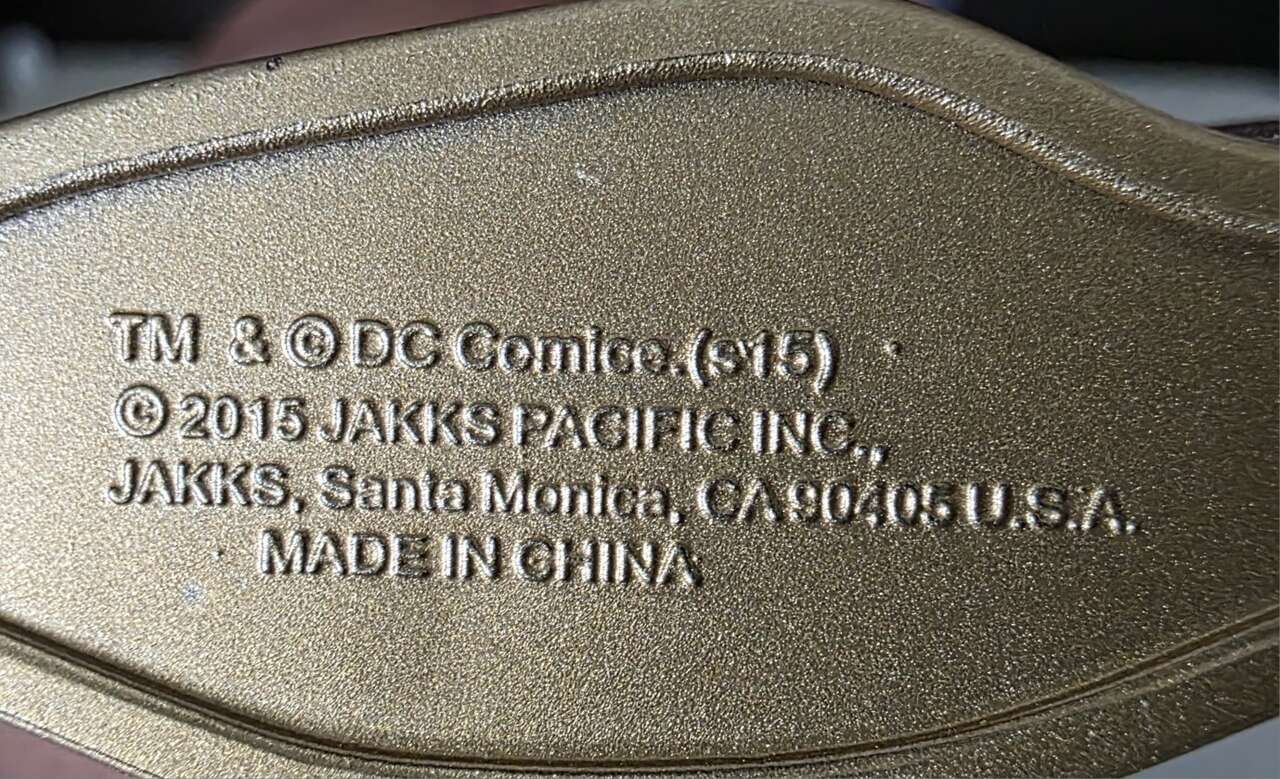 TM & © DC Comics. (s15)
© 2015 JAKKS PACIFIC INC.,
JAKKS, Santa Monica, CA 90405 U.S.A.
MADE IN CHINA